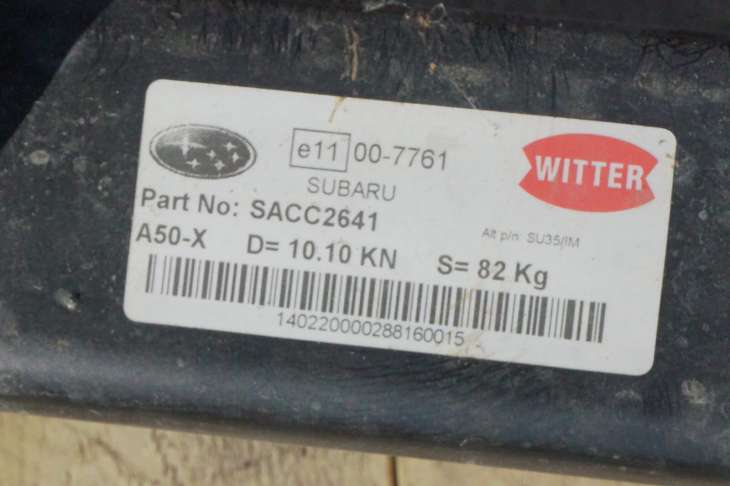 e11 00-7761
WITTER
SUBARU
Part No: SACC2641
Alt p/n: SU35/IM
A50-X D= 10.10 KN S= 82 Kg
140220000288160015